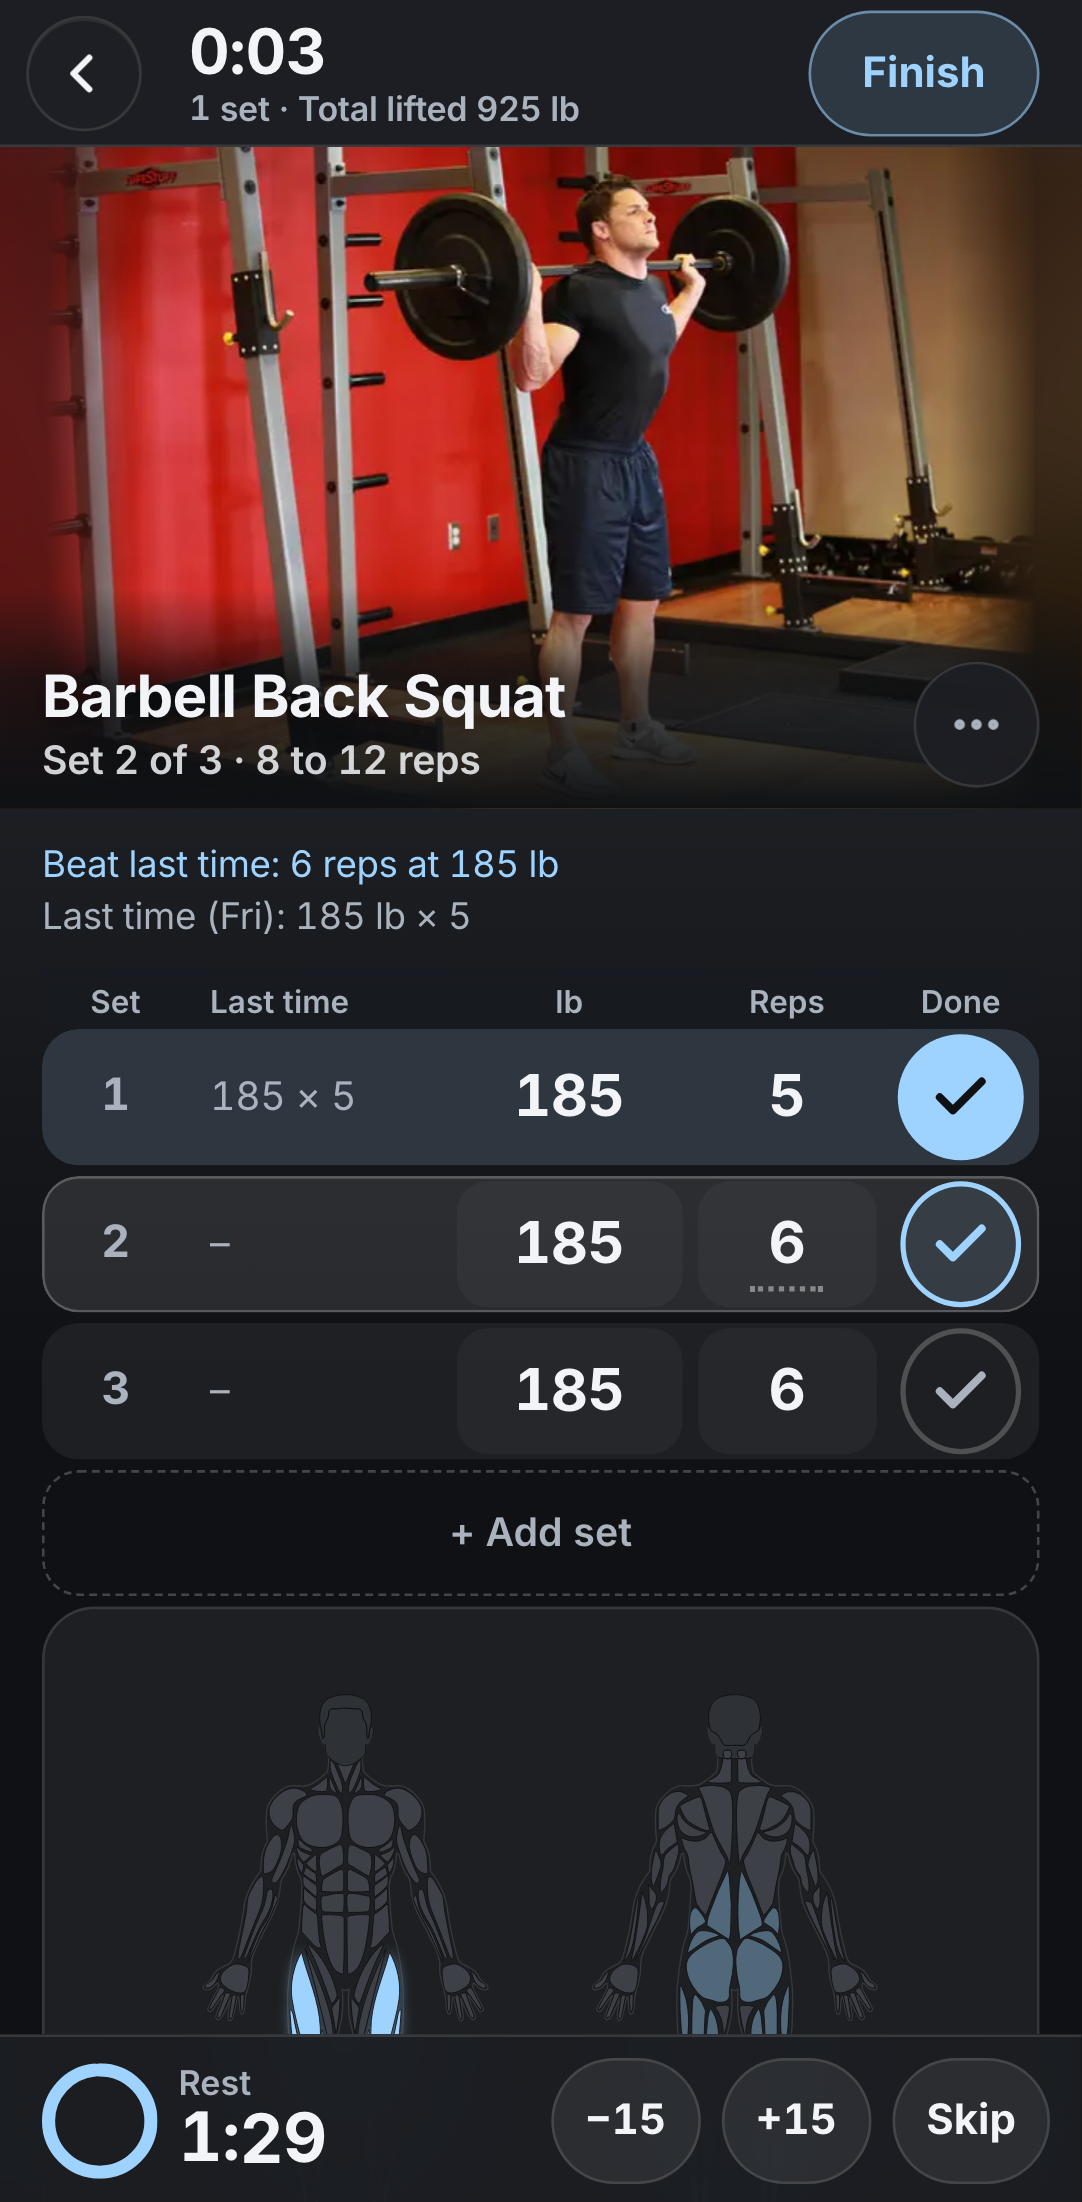 0:03
1 set · Total lifted 925 lb
Finish
Barbell Back Squat
Set 2 of 3 · 8 to 12 reps
Beat last time: 6 reps at 185 lb
Last time (Fri): 185 lb × 5
Set Last time lb Reps Done
1 185 × 5 185 5
2 – 185 6
3 – 185 6
+ Add set
Rest
1:29
−15 +15 Skip